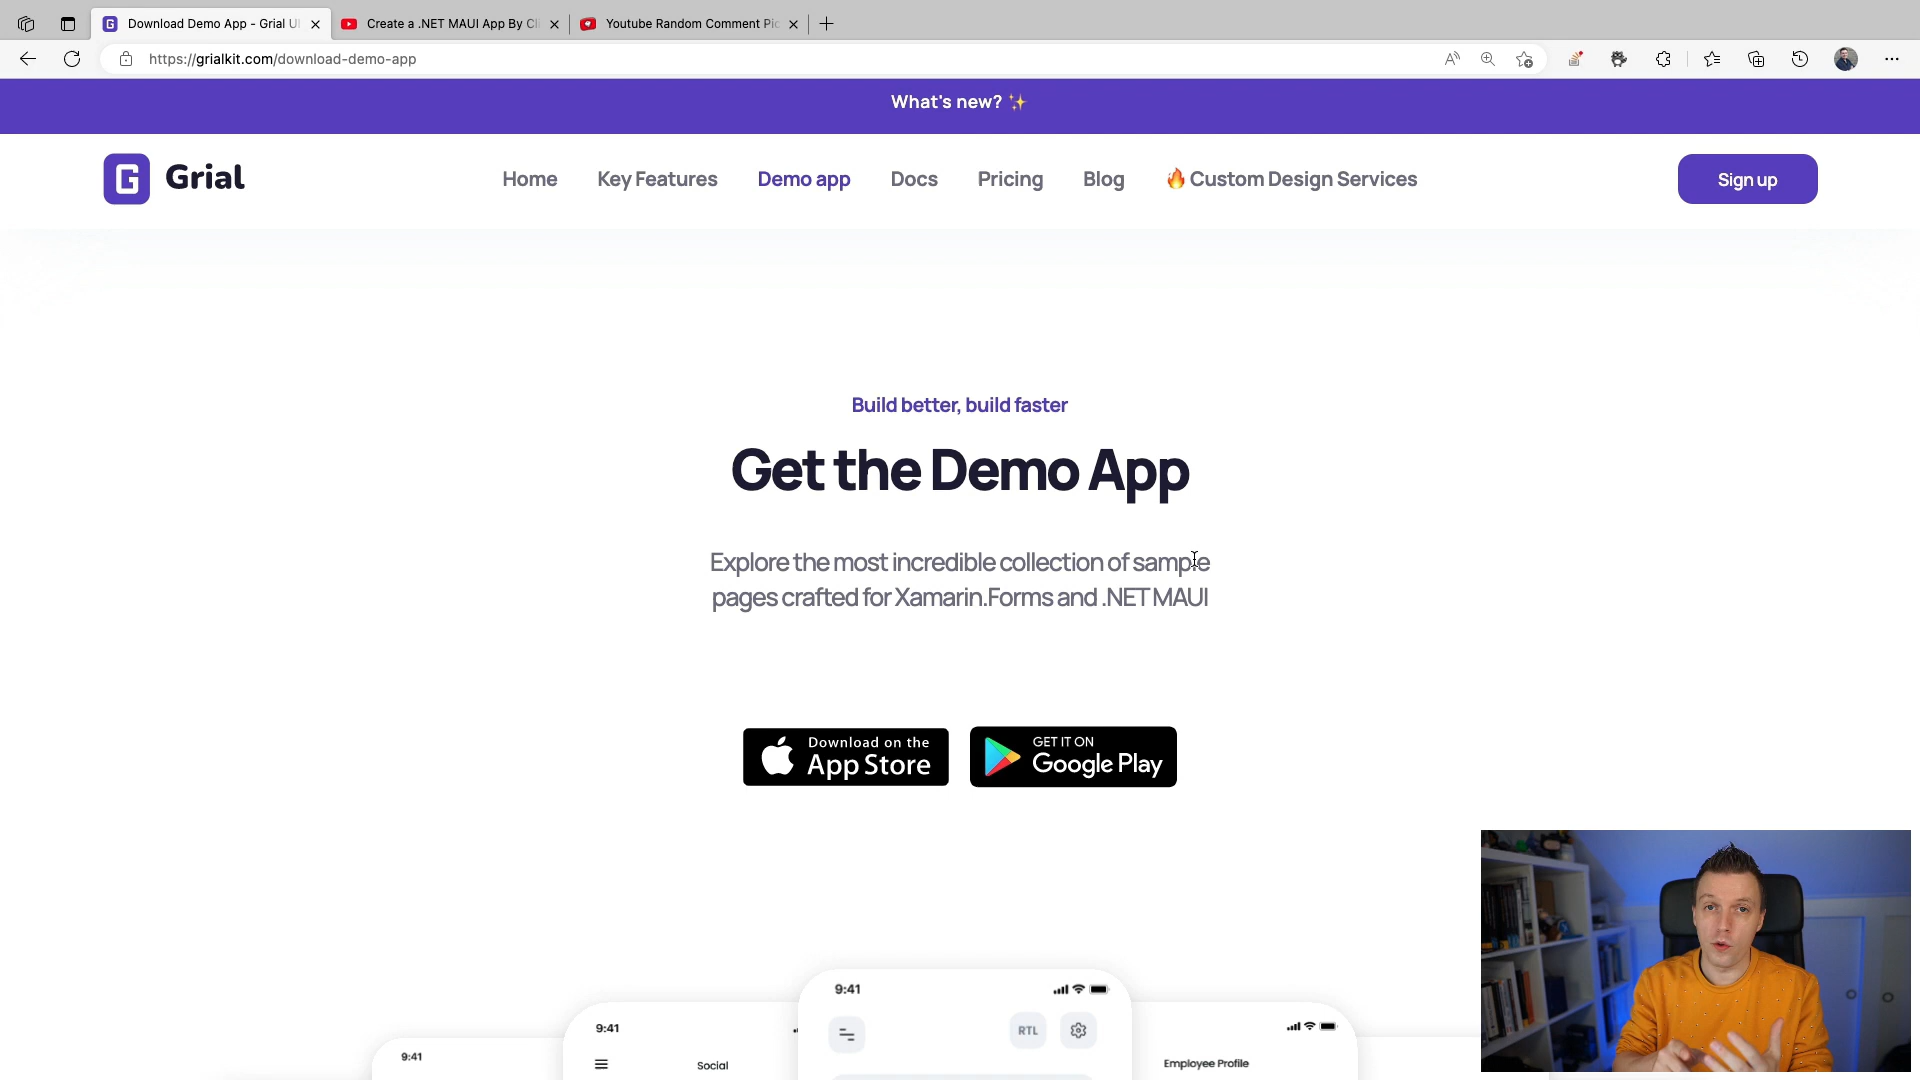 Download Demo App - Grial U
Create a .NET MAUI App By Cli
Youtube Random Comment Pic
https://grialkit.com/download-demo-app
What's new? ✨
Grial
Home
Key Features
Demo app
Docs
Pricing
Blog
🔥 Custom Design Services
Sign up
Build better, build faster
Get the Demo App
Explore the most incredible collection of sample
pages crafted for Xamarin.Forms and .NET MAUI
Download on the
App Store
GET IT ON
Google Play
9:41
9:41
9:41
RTL
Social
Employee Profile